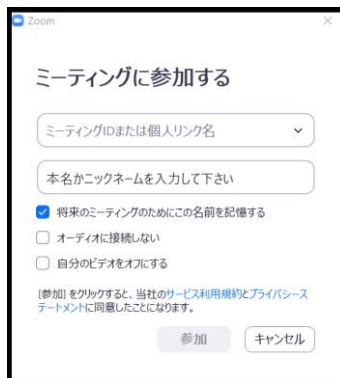 Zoom
ミーティングに参加する
ミーティングIDまたは個人リンク名
本名かニックネームを入力して下さい
将来のミーティングのためにこの名前を記憶する
オーディオに接続しない
自分のビデオをオフにする
[参加] をクリックすると、当社のサービス利用規約とプライバシース
テートメントに同意したことになります。
参加 キャンセル